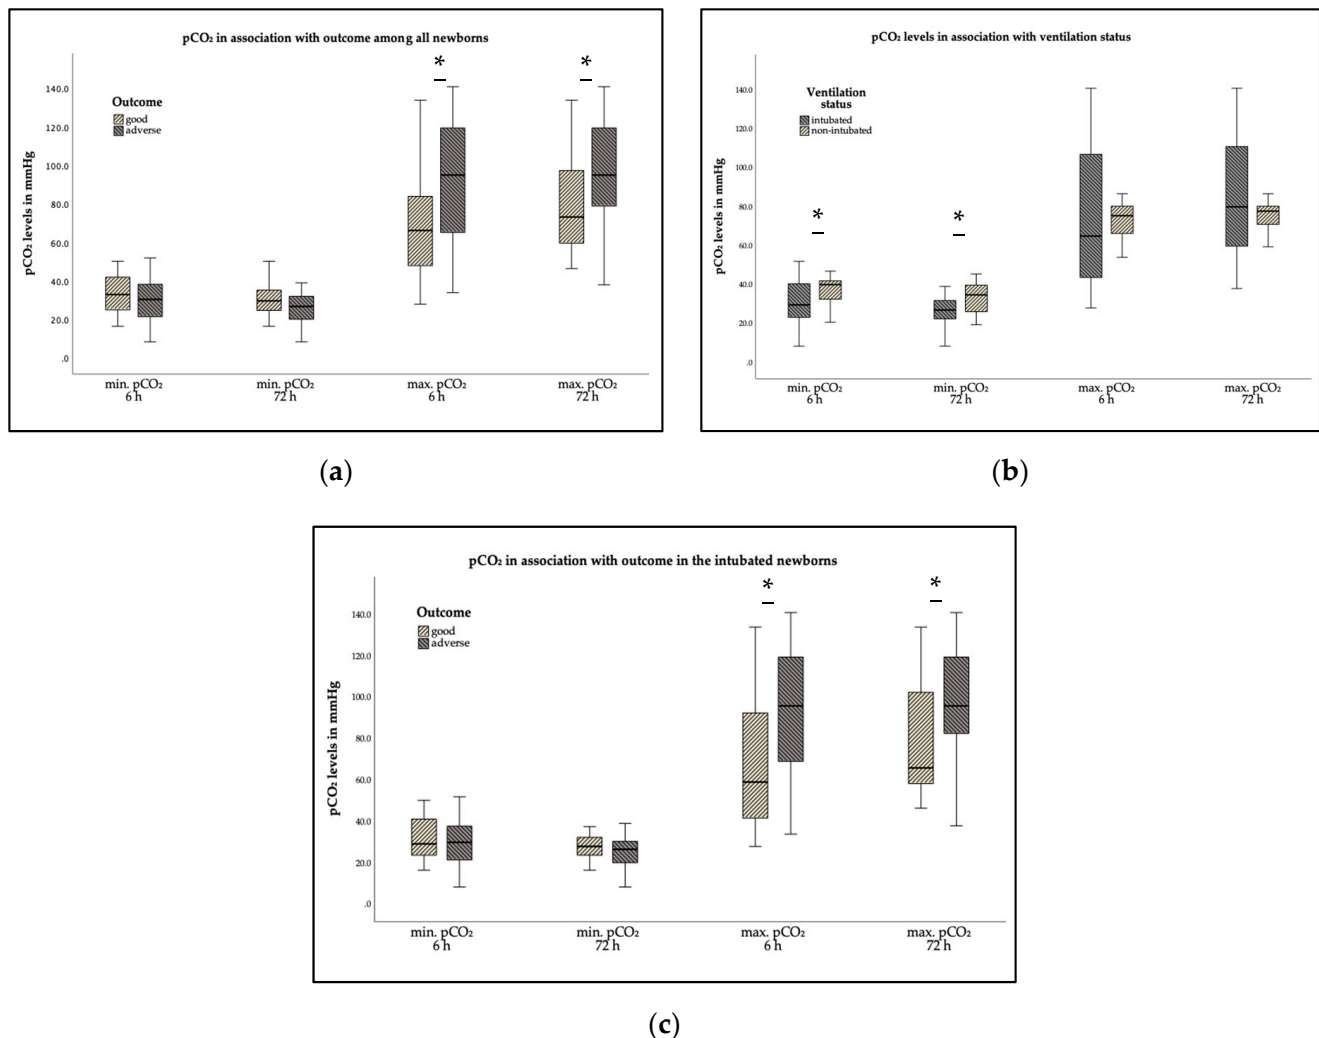 pCO₂ in association with outcome among all newborns
*
*
140.0
120.0
100.0
80.0
60.0
40.0
20.0
.0
pCO₂ levels in mmHg
Outcome
good
adverse
min. pCO₂
6 h
min. pCO₂
72 h
max. pCO₂
6 h
max. pCO₂
72 h
(a)
pCO₂ levels in association with ventilation status
140.0
120.0
100.0
80.0
60.0
40.0
20.0
.0
pCO₂ levels in mmHg
Ventilation
status
intubated
non-intubated
*
*
min. pCO₂
6 h
min. pCO₂
72 h
max. pCO₂
6 h
max. pCO₂
72 h
(b)
pCO₂ in association with outcome in the intubated newborns
*
*
140.0
120.0
100.0
80.0
60.0
40.0
20.0
.0
pCO₂ levels in mmHg
Outcome
good
adverse
min. pCO₂
6 h
min. pCO₂
72 h
max. pCO₂
6 h
max. pCO₂
72 h
(c)